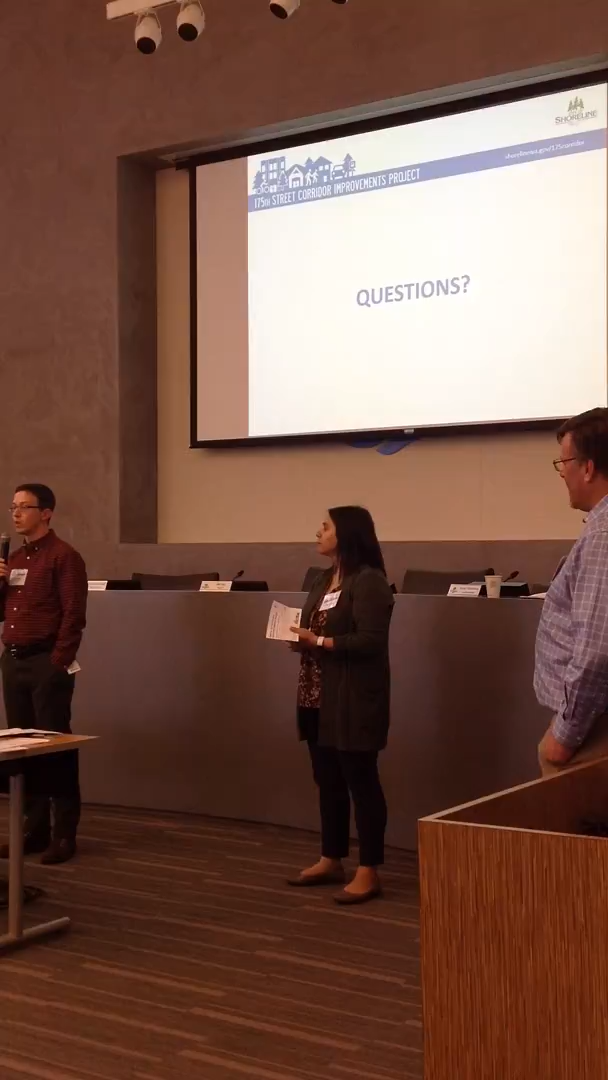 SHORELINE
shorelinewa.gov/175corridor
175TH STREET CORRIDOR IMPROVEMENTS PROJECT
QUESTIONS?